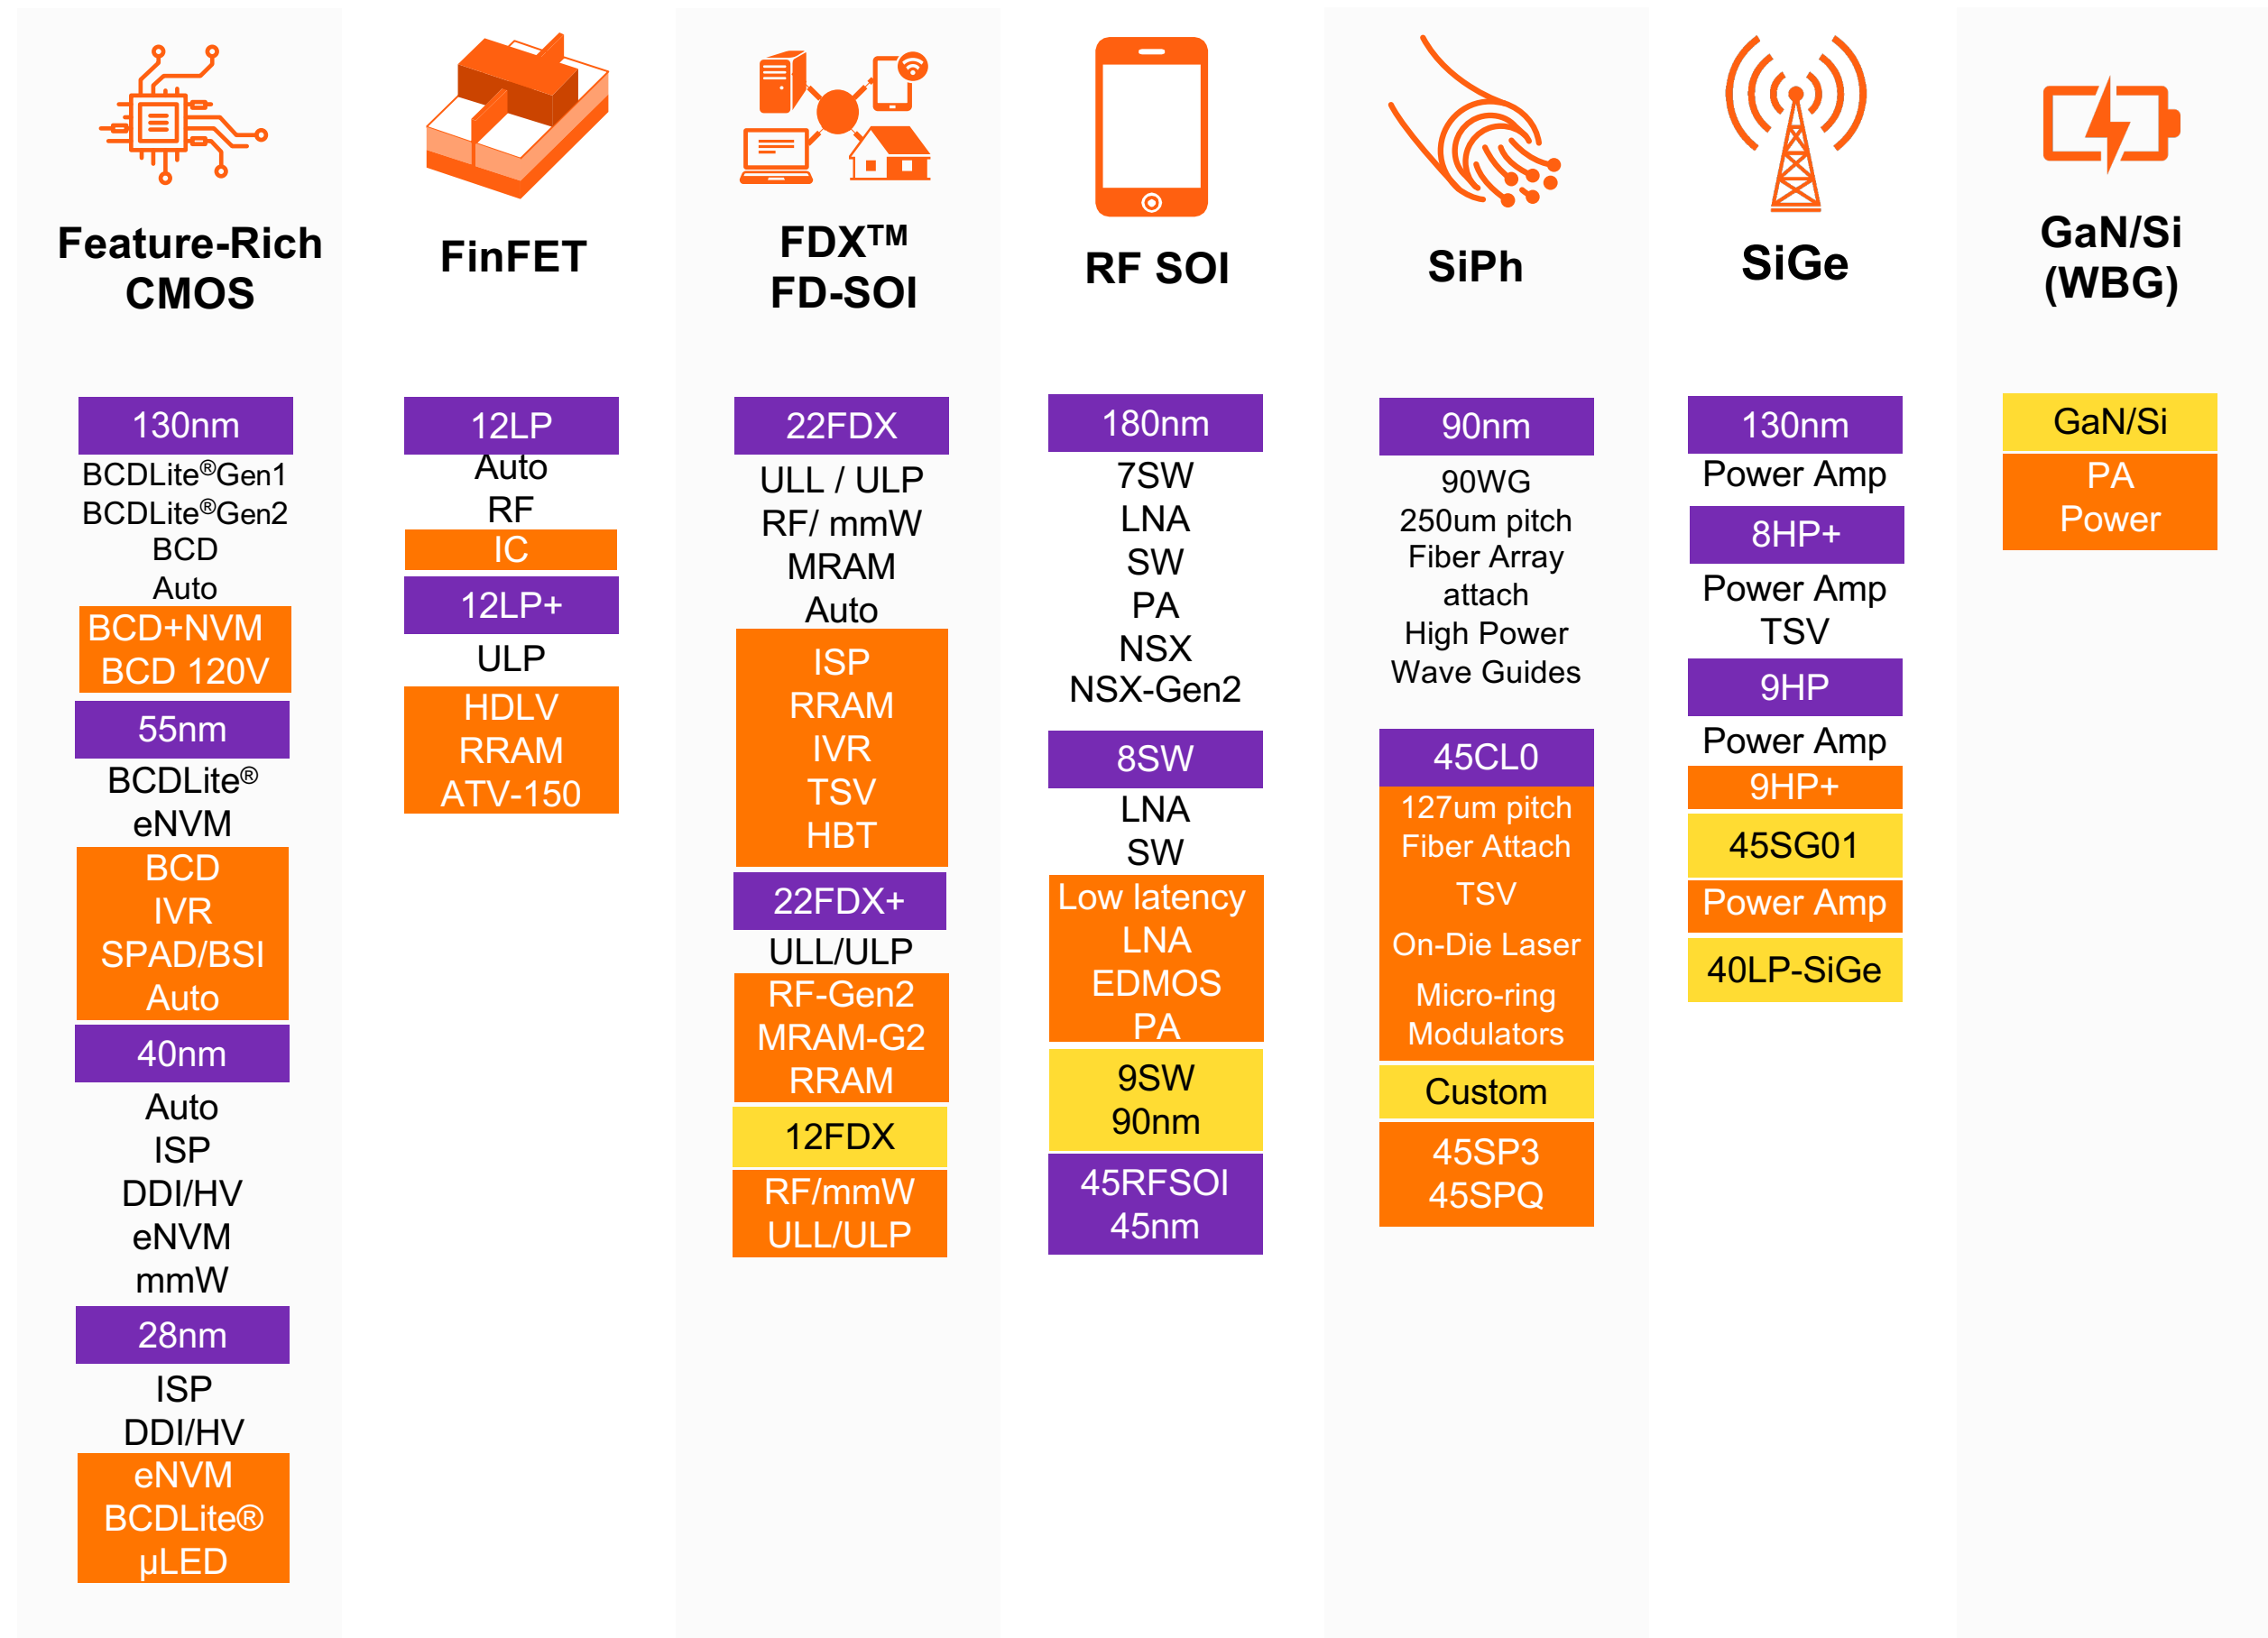 Feature-Rich
CMOS
130nm
BCDLite®Gen1
BCDLite®Gen2
BCD
Auto
BCD+NVM
BCD 120V
55nm
BCDLite®
eNVM
BCD
IVR
SPAD/BSI
Auto
40nm
Auto
ISP
DDI/HV
eNVM
mmW
28nm
ISP
DDI/HV
eNVM
BCDLite®
µLED
FinFET
12LP
Auto
RF
IC
12LP+
ULP
HDLV
RRAM
ATV-150
FDX™
FD-SOI
22FDX
ULL / ULP
RF/ mmW
MRAM
Auto
ISP
RRAM
IVR
TSV
HBT
22FDX+
ULL/ULP
RF-Gen2
MRAM-G2
RRAM
12FDX
RF/mmW
ULL/ULP
RF SOI
180nm
7SW
LNA
SW
PA
NSX
NSX-Gen2
8SW
LNA
SW
Low latency
LNA
EDMOS
PA
9SW
90nm
45RFSOI
45nm
SiPh
90nm
90WG
250um pitch
Fiber Array
attach
High Power
Wave Guides
45CL0
127um pitch
Fiber Attach
TSV
On-Die Laser
Micro-ring
Modulators
Custom
45SP3
45SPQ
SiGe
130nm
Power Amp
8HP+
Power Amp
TSV
9HP
Power Amp
9HP+
45SG01
Power Amp
40LP-SiGe
GaN/Si
(WBG)
GaN/Si
PA
Power